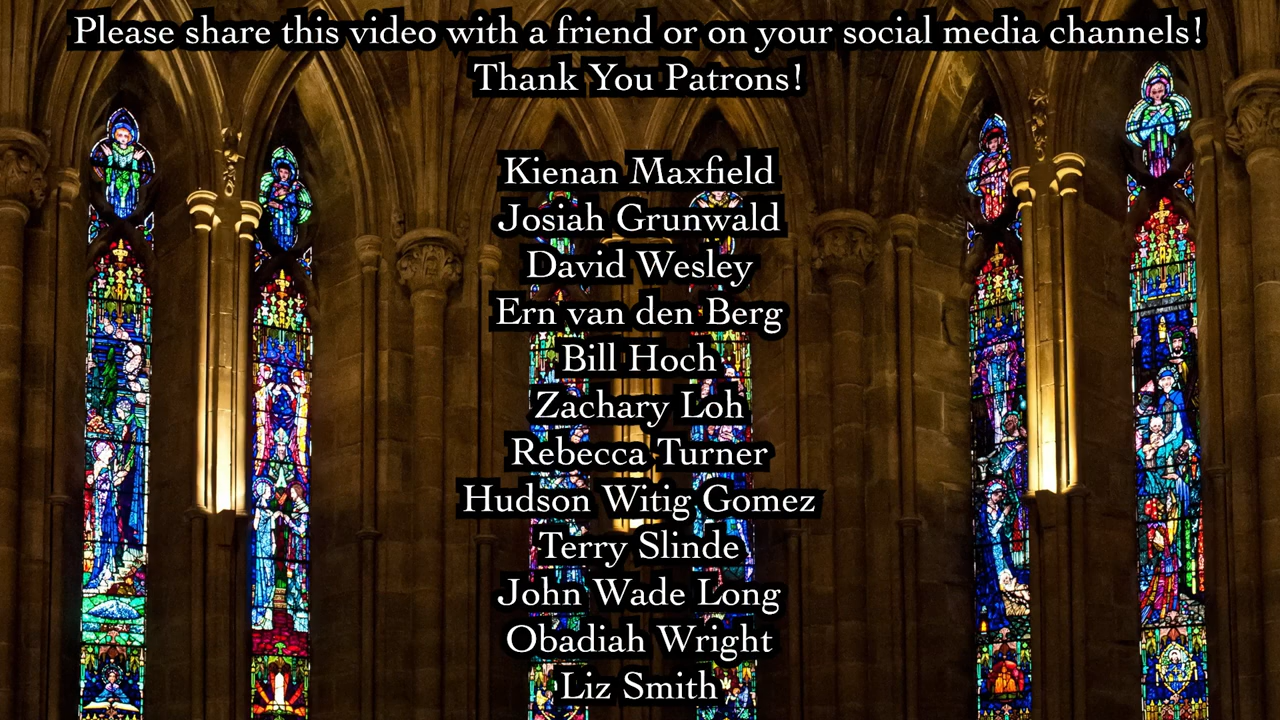 Please share this video with a friend or on your social media channels!
Thank You Patrons!
Kienan Maxfield
Josiah Grunwald
David Wesley
Ern van den Berg
Bill Hoch
Zachary Loh
Rebecca Turner
Hudson Witig Gomez
Terry Slinde
John Wade Long
Obadiah Wright
Liz Smith